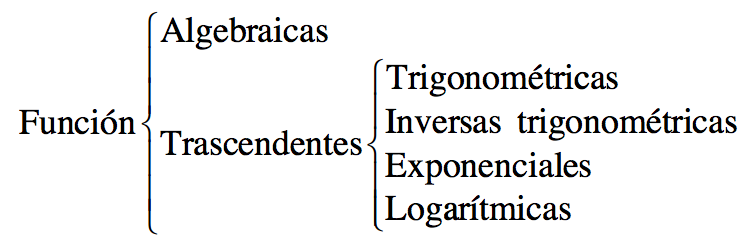 Función
Algebraicas
Trascendentes
Trigonométricas
Inversas trigonométricas
Exponenciales
Logarítmicas